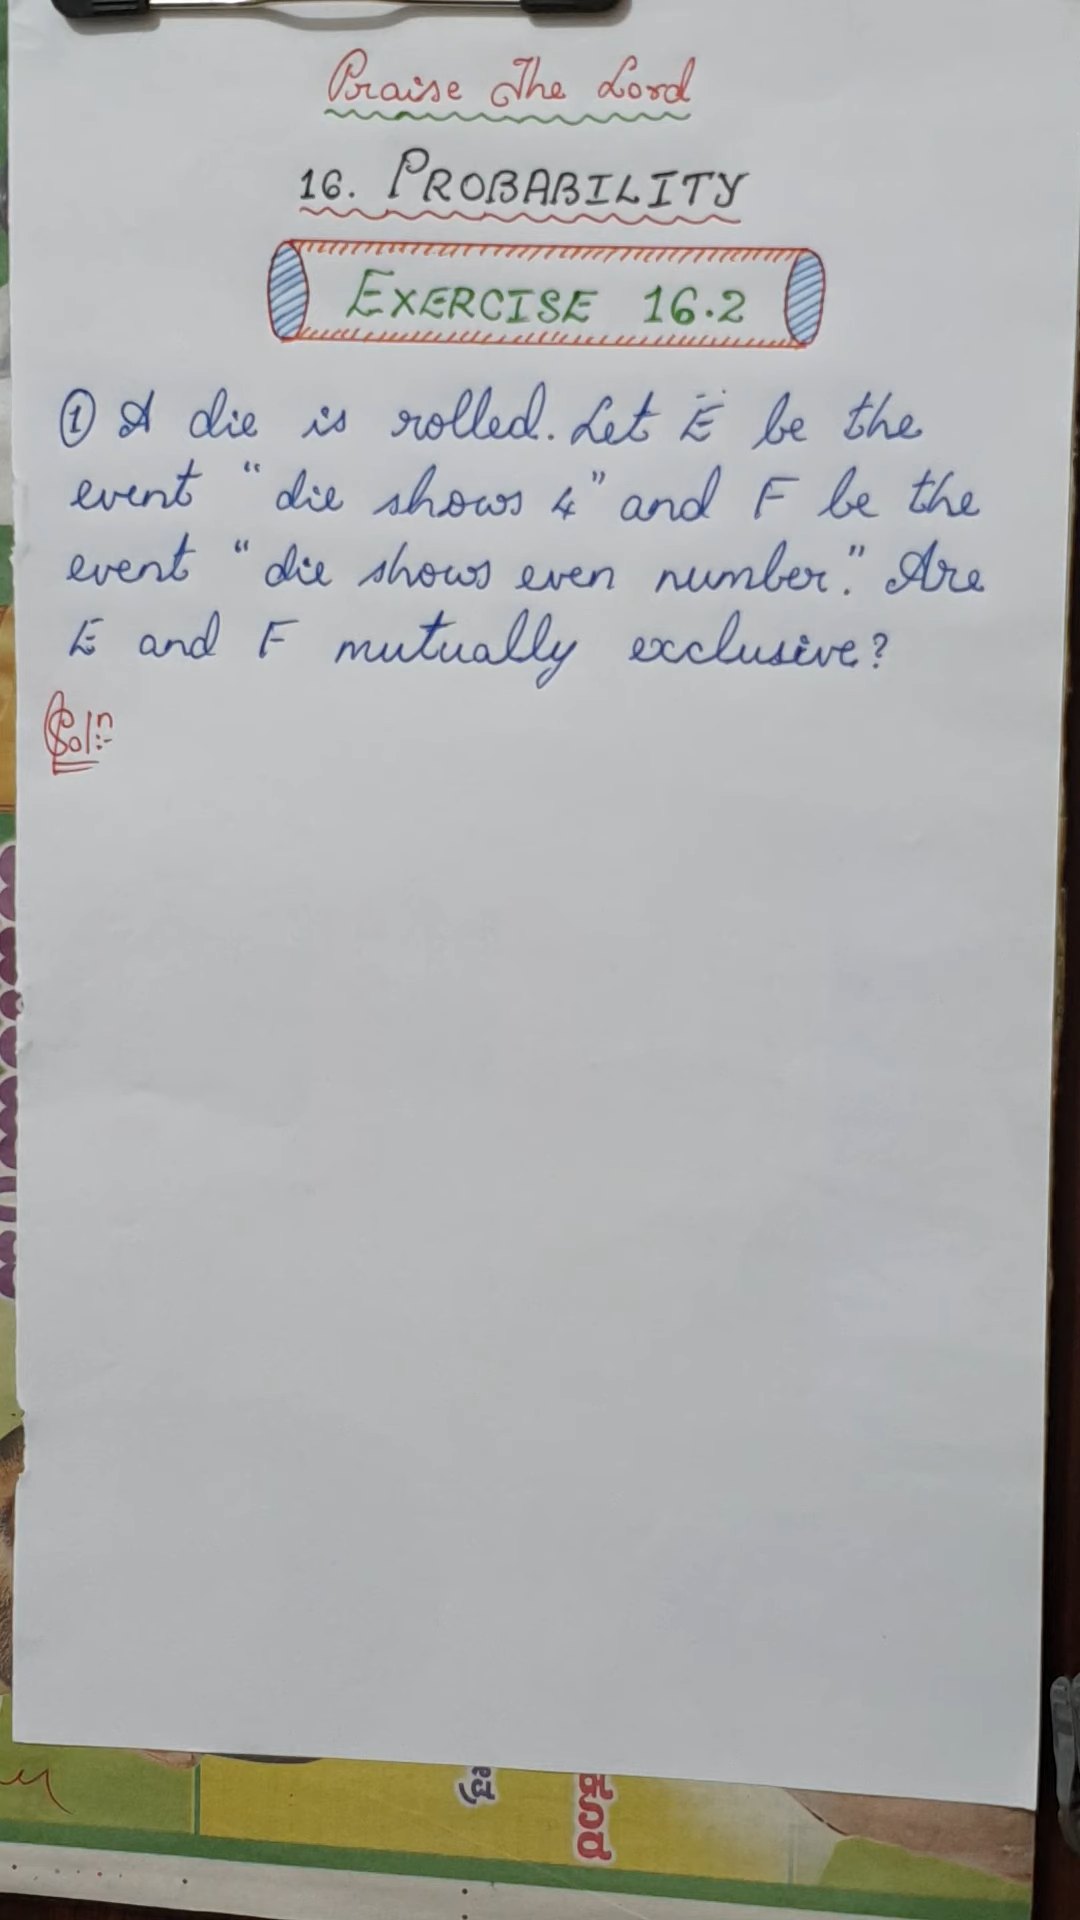 Praise The Lord
16. PROBABILITY
EXERCISE 16.2
① A die is rolled. Let E be the
event "die shows 4" and F be the
event "die shows even number." Are
E and F mutually exclusive?
Soln:-